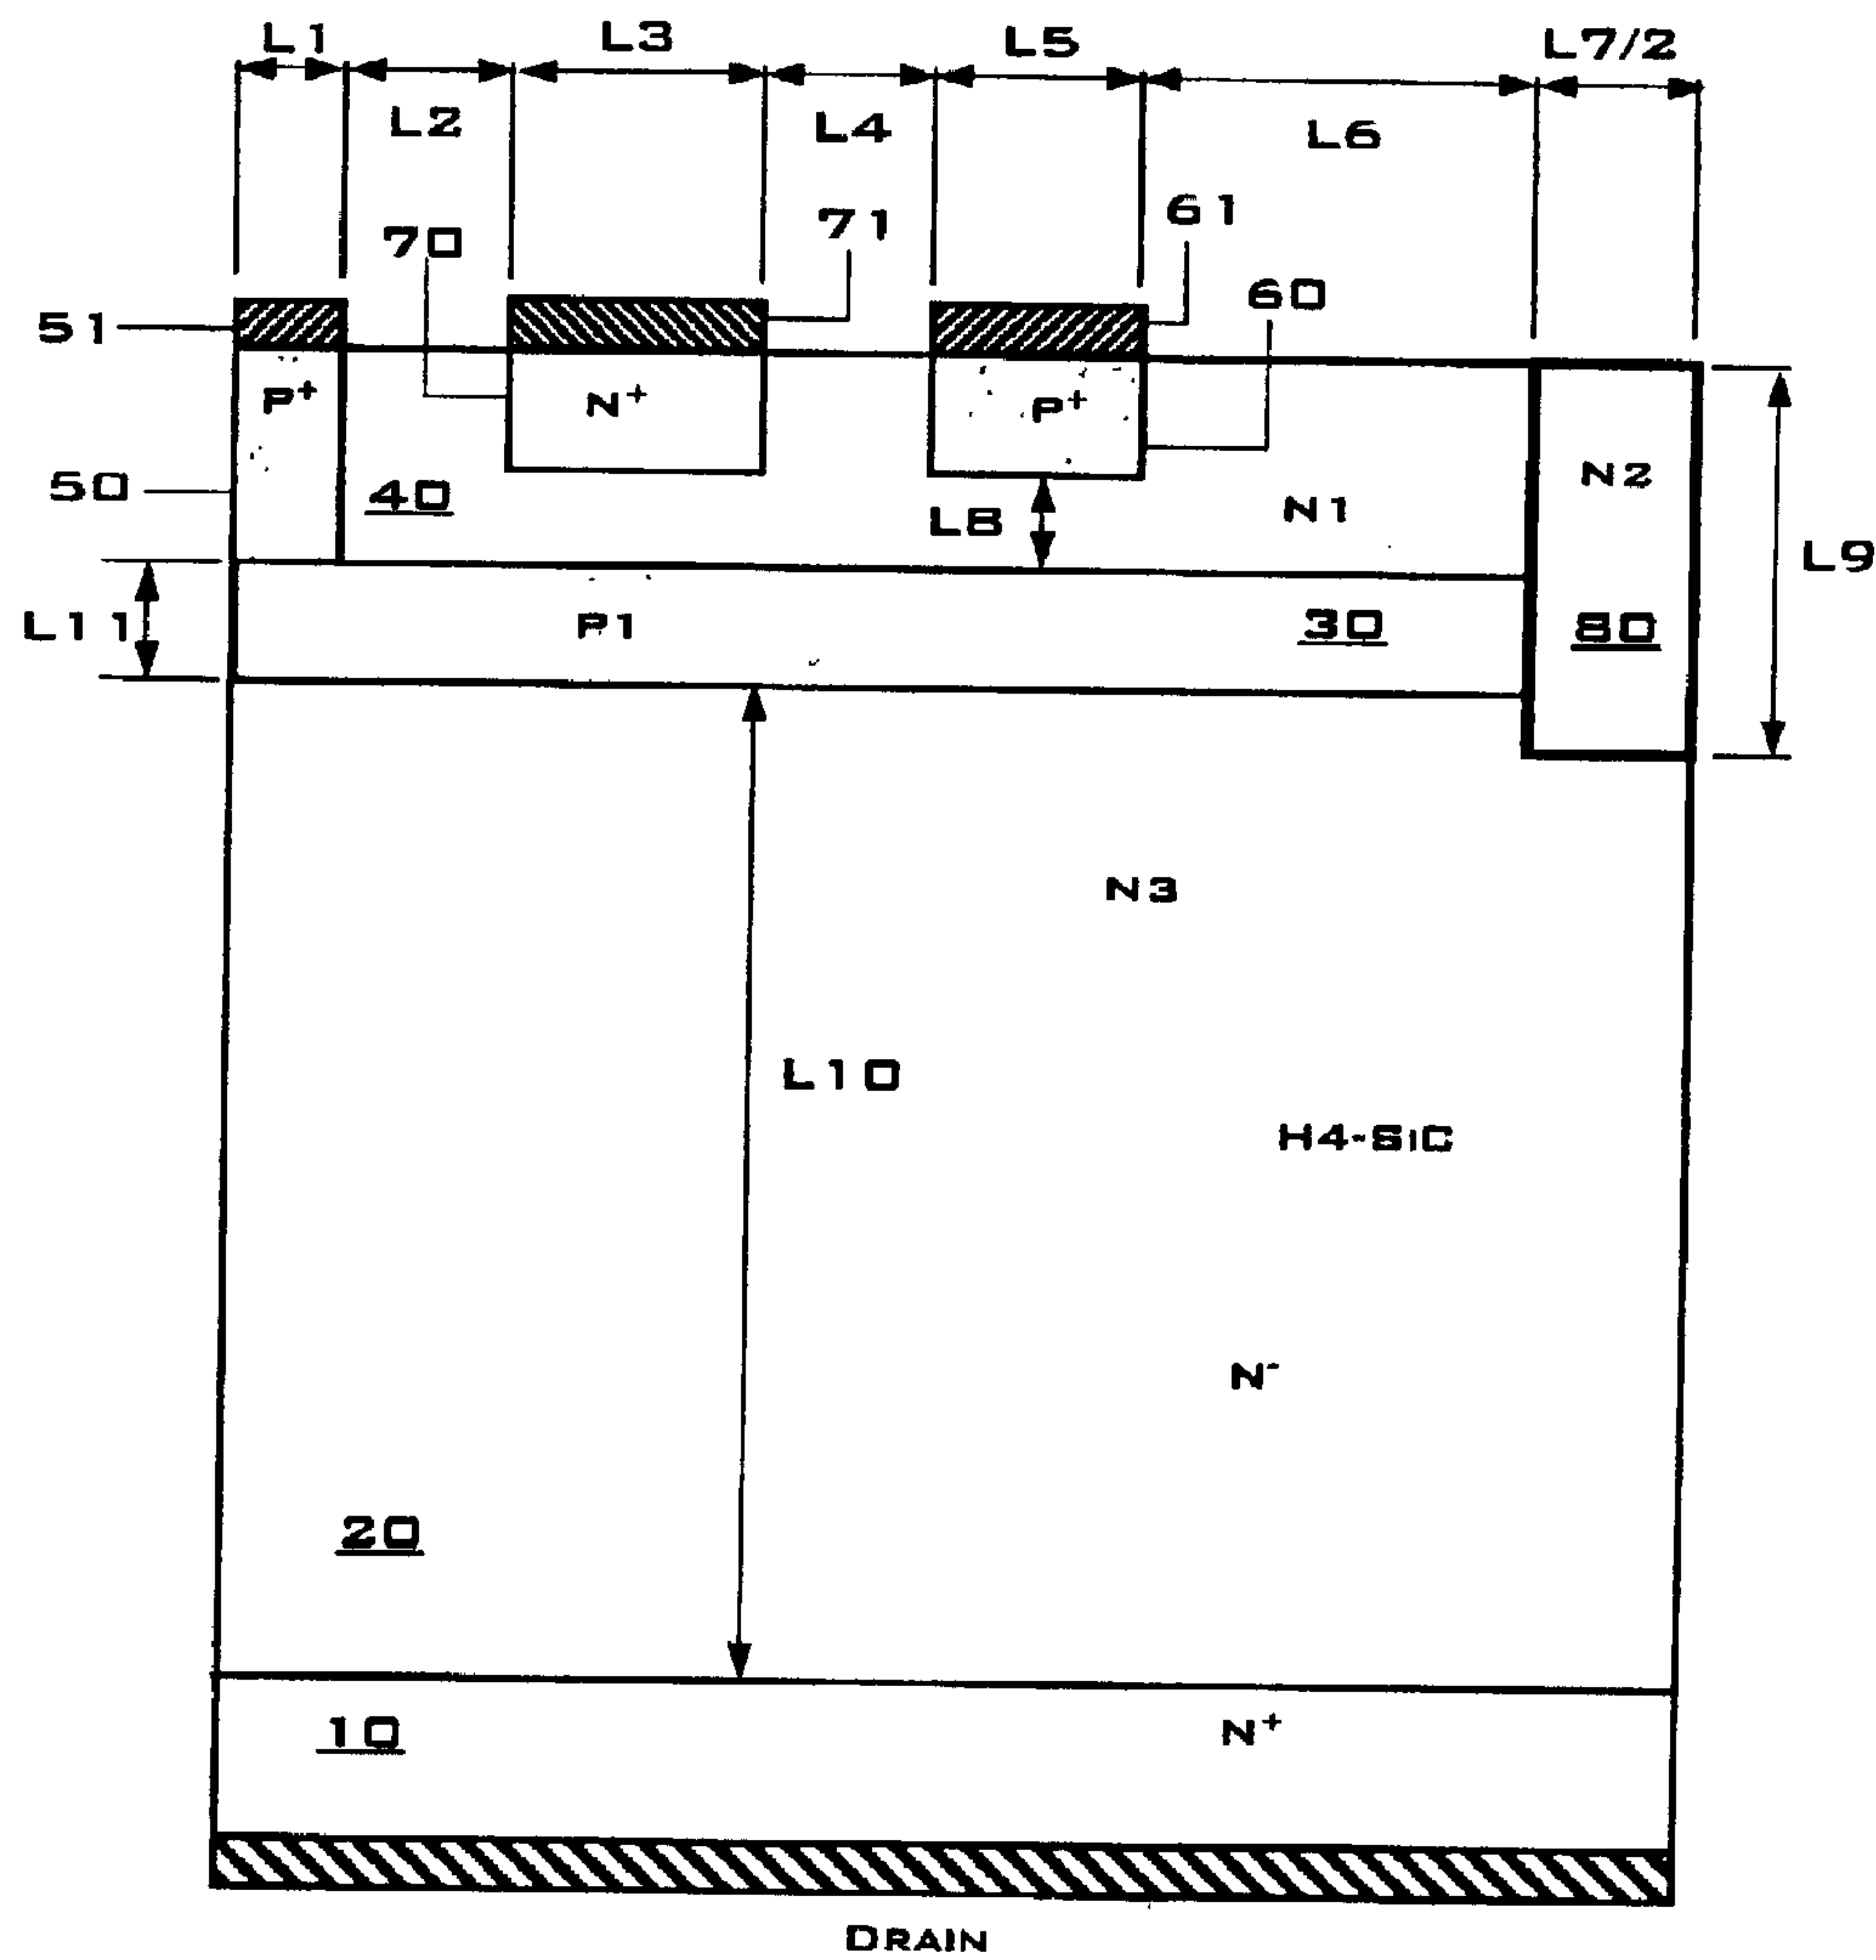 L1
L3
L5
L7/2
L2
L4
L6
70
71
61
60
51
P+
N+
P+
50
40
L8
N1
N2
L9
L11
P1
30
80
N3
L10
H4-SiC
N-
20
10
N+
DRAIN